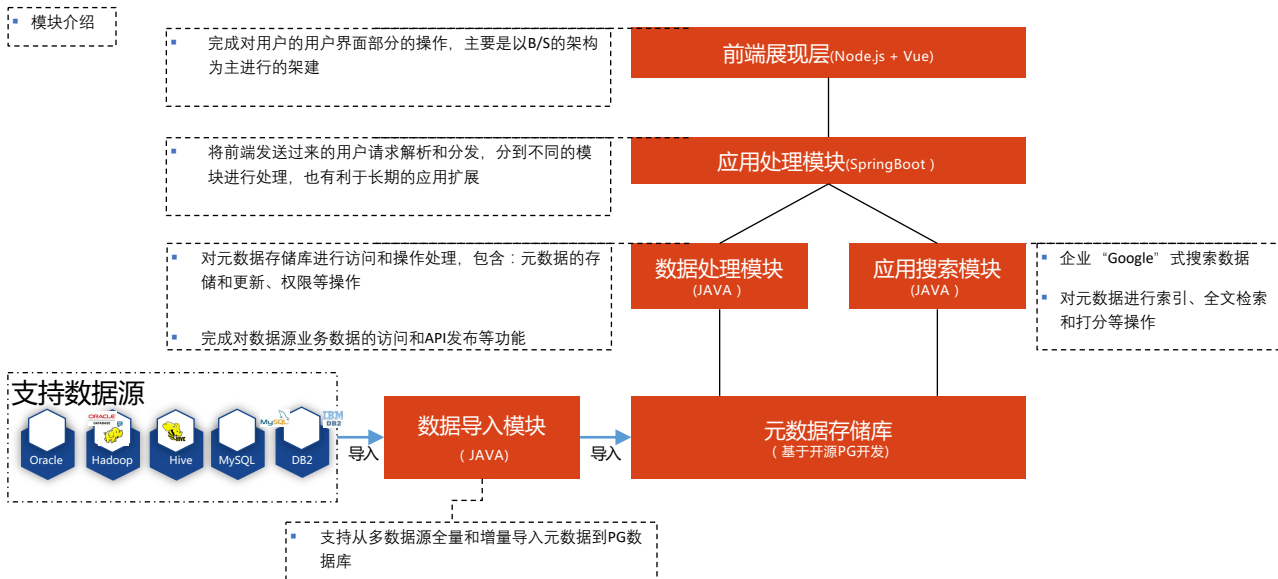 模块介绍
完成对用户的用户界面部分的操作，主要是以B/S的架构
为主进行的架建
前端展现层(Node.js + Vue)
将前端发送过来的用户请求解析和分发，分到不同的模
块进行处理，也有利于长期的应用扩展
应用处理模块(SpringBoot )
对元数据存储库进行访问和操作处理，包含：元数据的存
储和更新、权限等操作
完成对数据源业务数据的访问和API发布等功能
数据处理模块
(JAVA )
应用搜索模块
(JAVA )
企业 “Google” 式搜索数据
对元数据进行索引、全文检索
和打分等操作
支持数据源
ORACLE
DATABASE
HIVE
MySQL
IBM
DB2
Oracle
Hadoop
Hive
MySQL
DB2
导入
数据导入模块
( JAVA)
导入
元数据存储库
( 基于开源PG开发)
支持从多数据源全量和增量导入元数据到PG数
据库